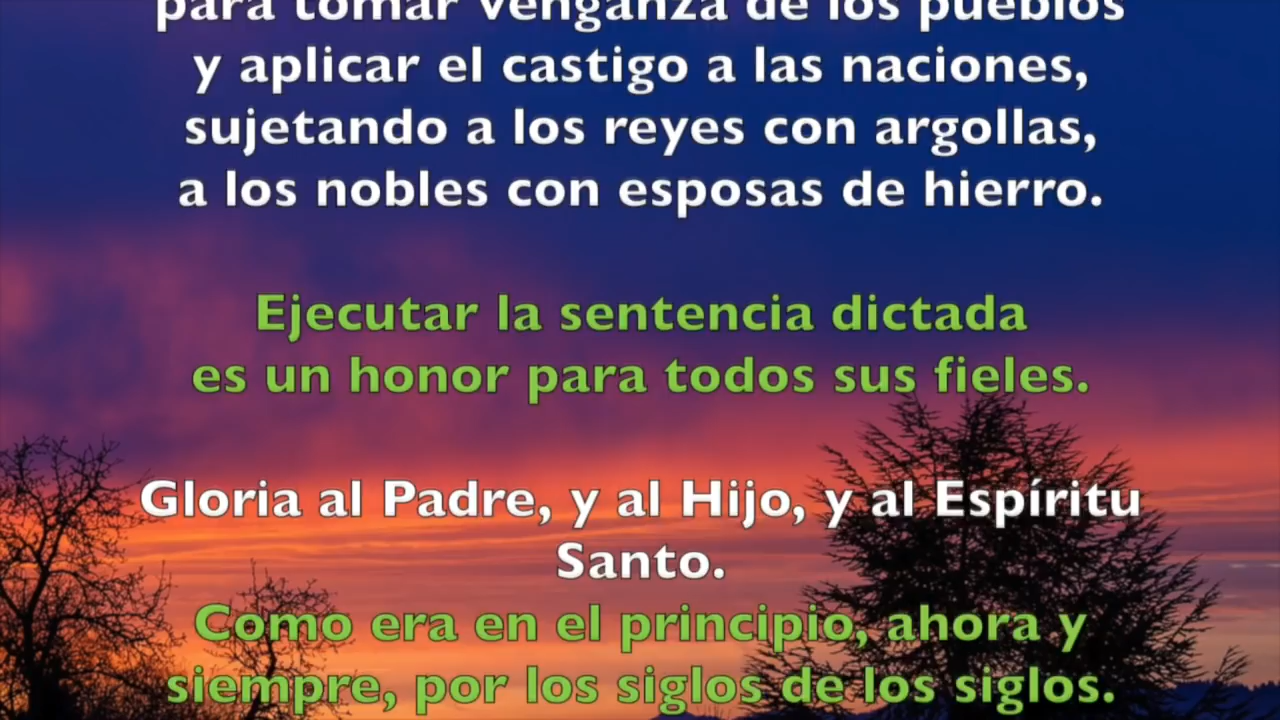 para tomar venganza de los pueblos
y aplicar el castigo a las naciones,
sujetando a los reyes con argollas,
a los nobles con esposas de hierro.
Ejecutar la sentencia dictada
es un honor para todos sus fieles.
Gloria al Padre, y al Hijo, y al Espíritu
Santo.
Como era en el principio, ahora y
siempre, por los siglos de los siglos.